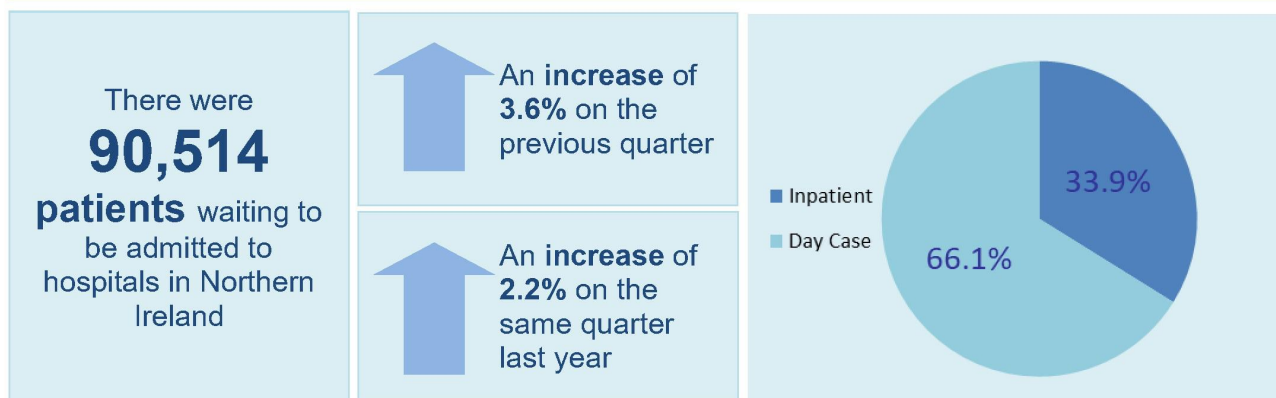 There were
90,514
patients waiting to
be admitted to
hospitals in Northern
Ireland
An increase of
3.6% on the
previous quarter
An increase of
2.2% on the
same quarter
last year
Inpatient
Day Case
33.9%
66.1%